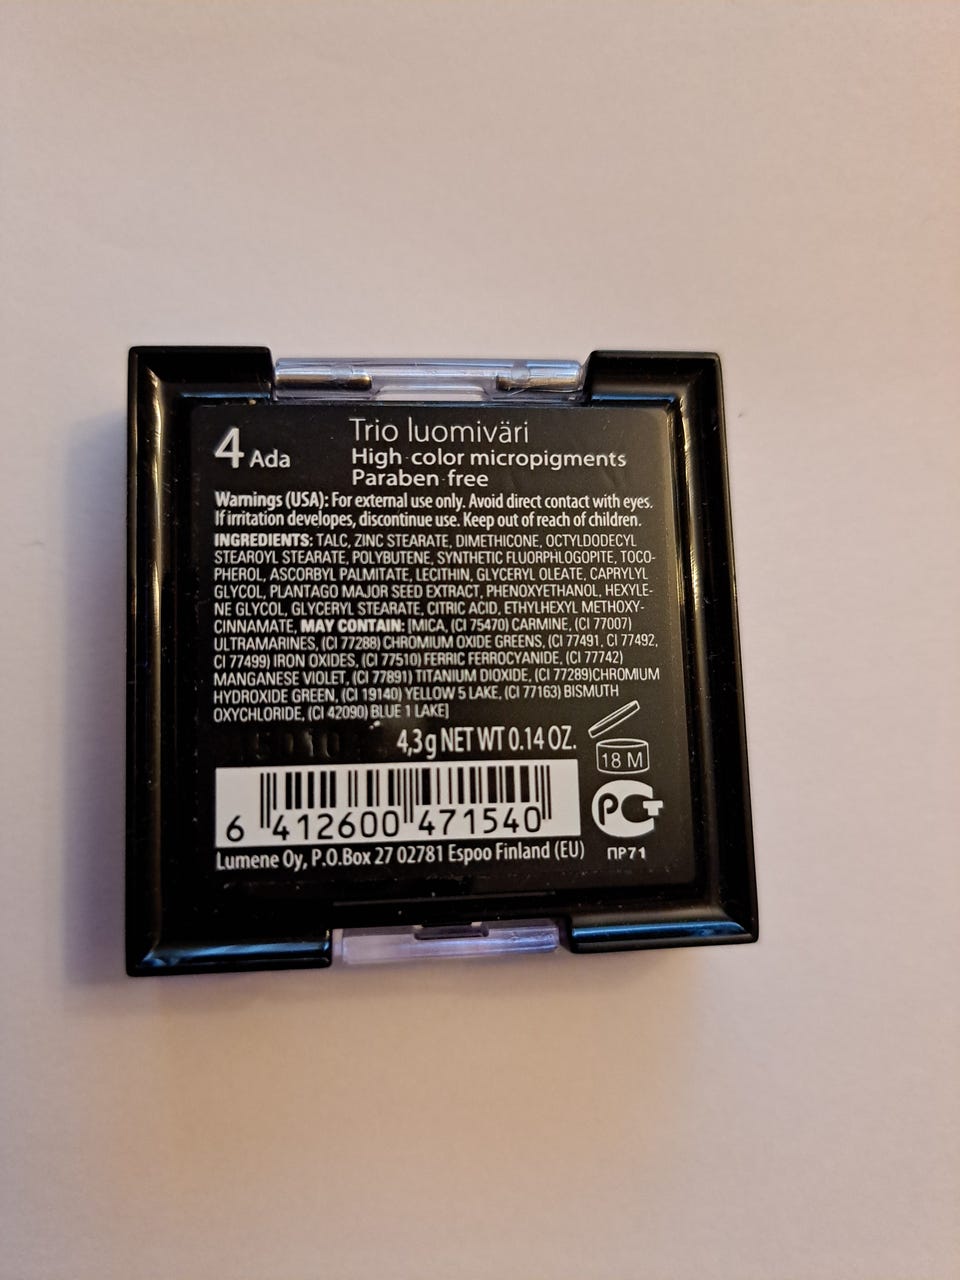 4 Ada
Trio luomiväri
High color micropigments
Paraben-free
Warnings (USA): For external use only. Avoid direct contact with eyes.
If irritation developes, discontinue use. Keep out of reach of children.
INGREDIENTS: TALC, ZINC STEARATE, DIMETHICONE, OCTYLDODECYL
STEAROYL STEARATE, POLYBUTENE, SYNTHETIC FLUORPHLOGOPITE, TOCO-
PHEROL, ASCORBYL PALMITATE, LECITHIN, GLYCERYL OLEATE, CAPRYLYL
GLYCOL, PLANTAGO MAJOR SEED EXTRACT, PHENOXYETHANOL, HEXYLE-
NE GLYCOL, GLYCERYL STEARATE, CITRIC ACID, ETHYLHEXYL METHOXY-
CINNAMATE, MAY CONTAIN: [MICA, (CI 75470) CARMINE, (CI 77007)
ULTRAMARINES, (CI 77288) CHROMIUM OXIDE GREENS, (CI 77491, CI 77492,
CI 77499) IRON OXIDES, (CI 77510) FERRIC FERROCYANIDE, (CI 77742)
MANGANESE VIOLET, (CI 77891) TITANIUM DIOXIDE, (CI 77289)CHROMIUM
HYDROXIDE GREEN, (CI 19140) YELLOW 5 LAKE, (CI 77163) BISMUTH
OXYCHLORIDE, (CI 42090) BLUE 1 LAKE]
4,3 g NET WT 0.14 OZ.
18 M
6 412600 471540
РСТ
ПР71
Lumene Oy, P.O.Box 27 02781 Espoo Finland (EU)